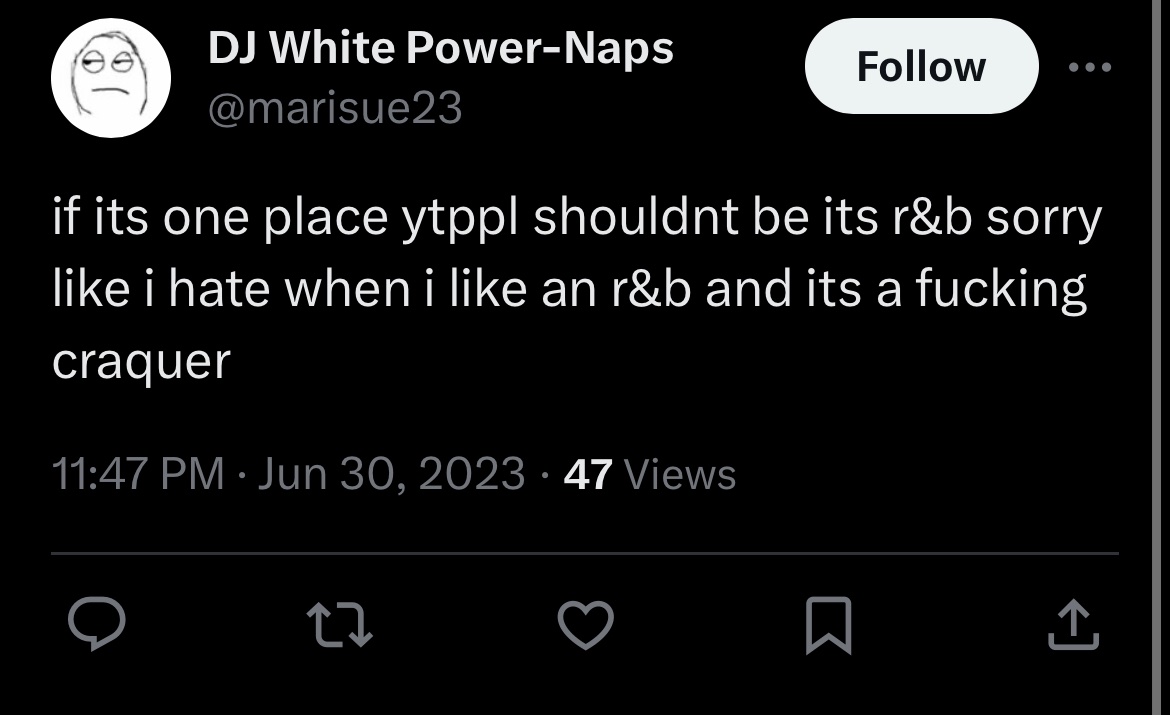 DJ White Power-Naps
Follow
@marisue23
if its one place ytppl shouldnt be its r&b sorry
like i hate when i like an r&b and its a fucking
craquer
11:47 PM · Jun 30, 2023 · 47 Views